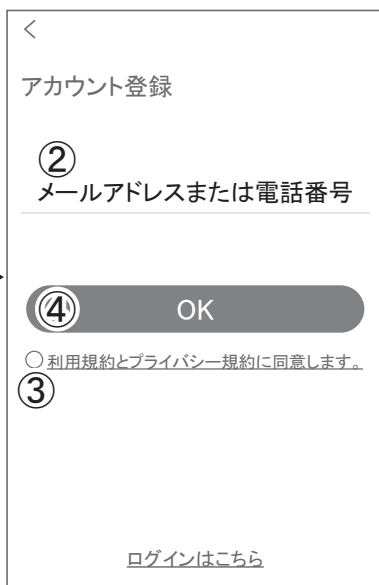 ＜
アカウント登録
②
メールアドレスまたは電話番号
④ OK
○利用規約とプライバシー規約に同意します。
③
ログインはこちら